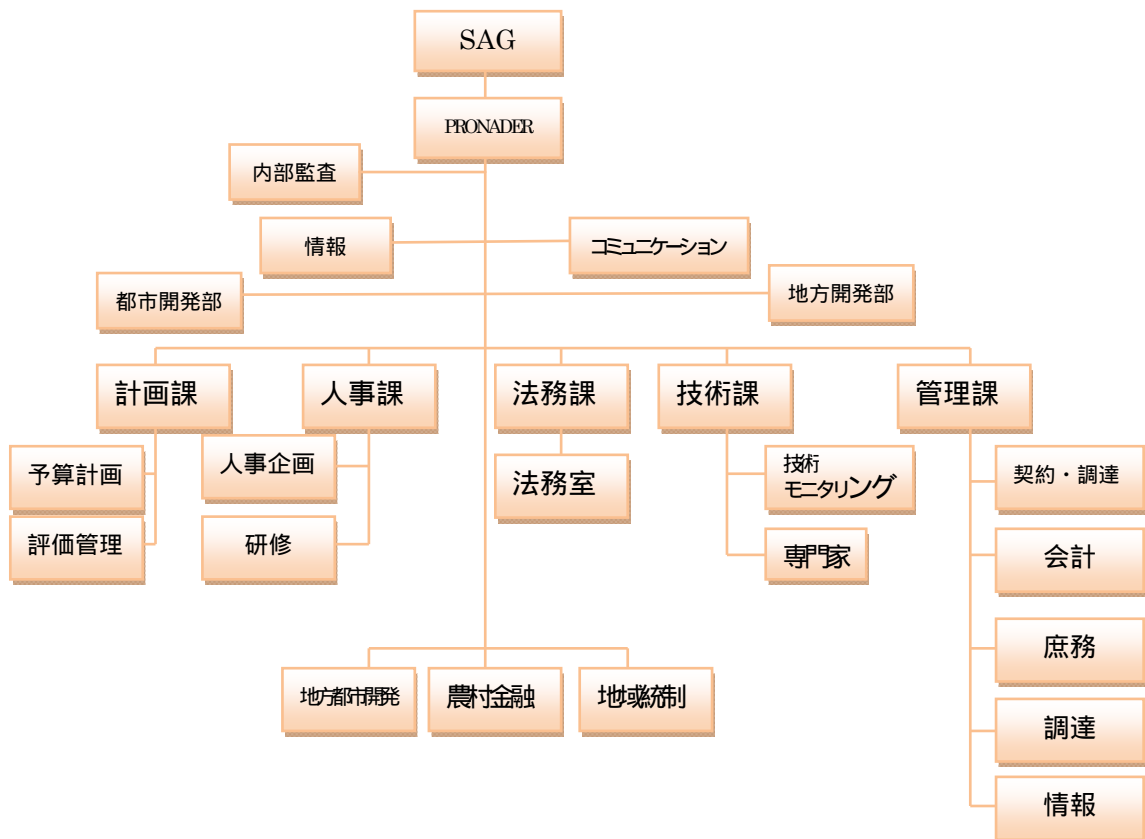 SAG
PRONADER
内部監査
情報
コミュニケーション
都市開発部
地方開発部
計画課
人事課
法務課
技術課
管理課
予算計画
評価管理
人事企画
研修
法務室
技術
モニタリング
専門家
契約・調達
会計
庶務
調達
情報
地方都市開発
農村金融
地域統制